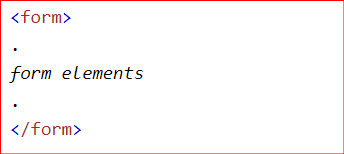 <form>
.
form elements
.
</form>